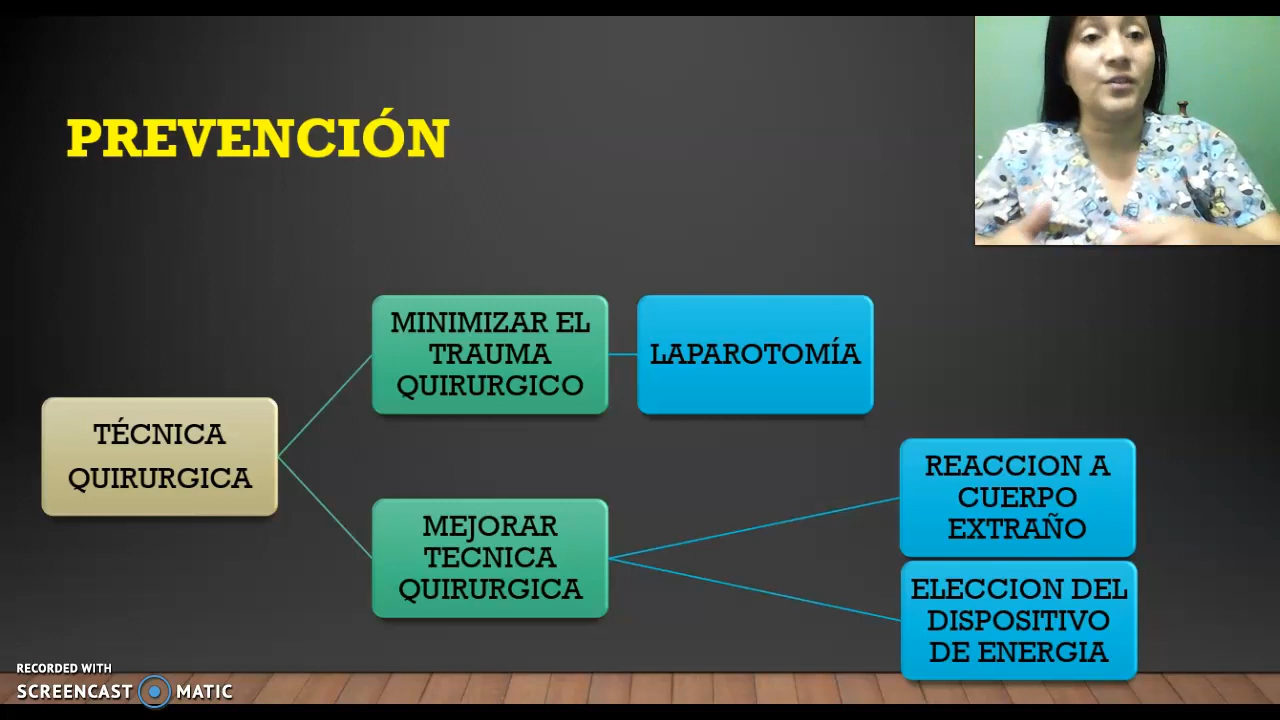 PREVENCIÓN
MINIMIZAR EL
TRAUMA
QUIRURGICO
LAPAROTOMÍA
TÉCNICA
QUIRURGICA
MEJORAR
TECNICA
QUIRURGICA
REACCION A
CUERPO
EXTRAÑO
ELECCION DEL
DISPOSITIVO
DE ENERGIA
RECORDED WITH
SCREENCAST MATIC